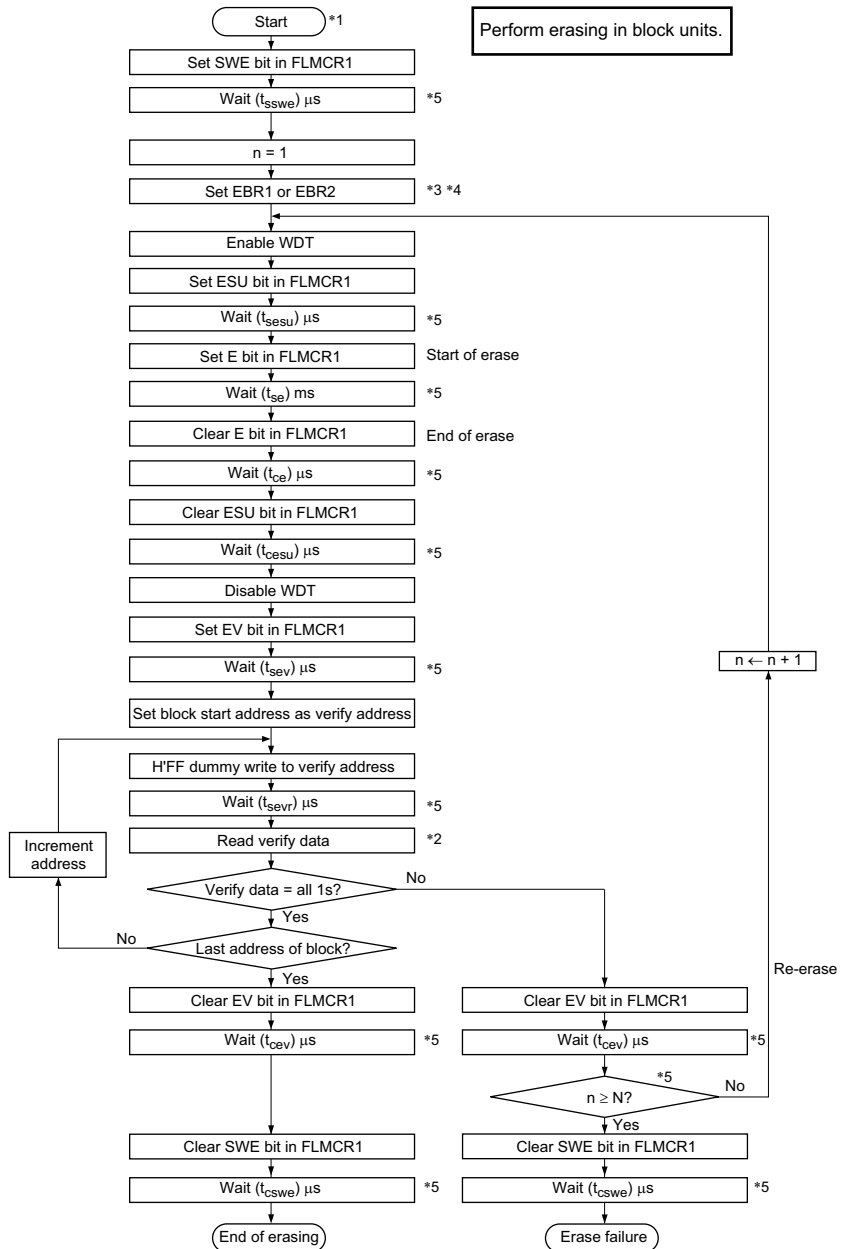 Start *1
Perform erasing in block units.
Set SWE bit in FLMCR1
Wait (tsswe) μs *5
n = 1
Set EBR1 or EBR2 *3 *4
Enable WDT
Set ESU bit in FLMCR1
Wait (tsesu) μs *5
Set E bit in FLMCR1 Start of erase
Wait (tse) ms *5
Clear E bit in FLMCR1 End of erase
Wait (tce) μs *5
Clear ESU bit in FLMCR1
Wait (tcesu) μs *5
Disable WDT
Set EV bit in FLMCR1
n ← n + 1
Wait (tsev) μs *5
Set block start address as verify address
H'FF dummy write to verify address
Wait (tsevr) μs *5
Increment
address
Read verify data *2
Verify data = all 1s? No
Yes
No Last address of block?
Re-erase
Yes
Clear EV bit in FLMCR1
Wait (tcev) μs *5
Clear EV bit in FLMCR1
Wait (tcev) μs *5
*5
n ≥ N? No
Yes
Clear SWE bit in FLMCR1
Wait (tcswe) μs *5
End of erasing
Clear SWE bit in FLMCR1
Wait (tcswe) μs *5
Erase failure